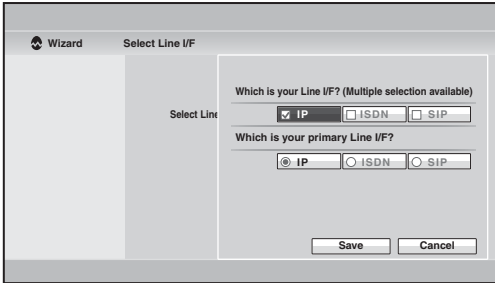 Wizard Select Line I/F
Which is your Line I/F? (Multiple selection available)
Select Line IP ISDN SIP
Which is your primary Line I/F?
IP ISDN SIP
Save Cancel